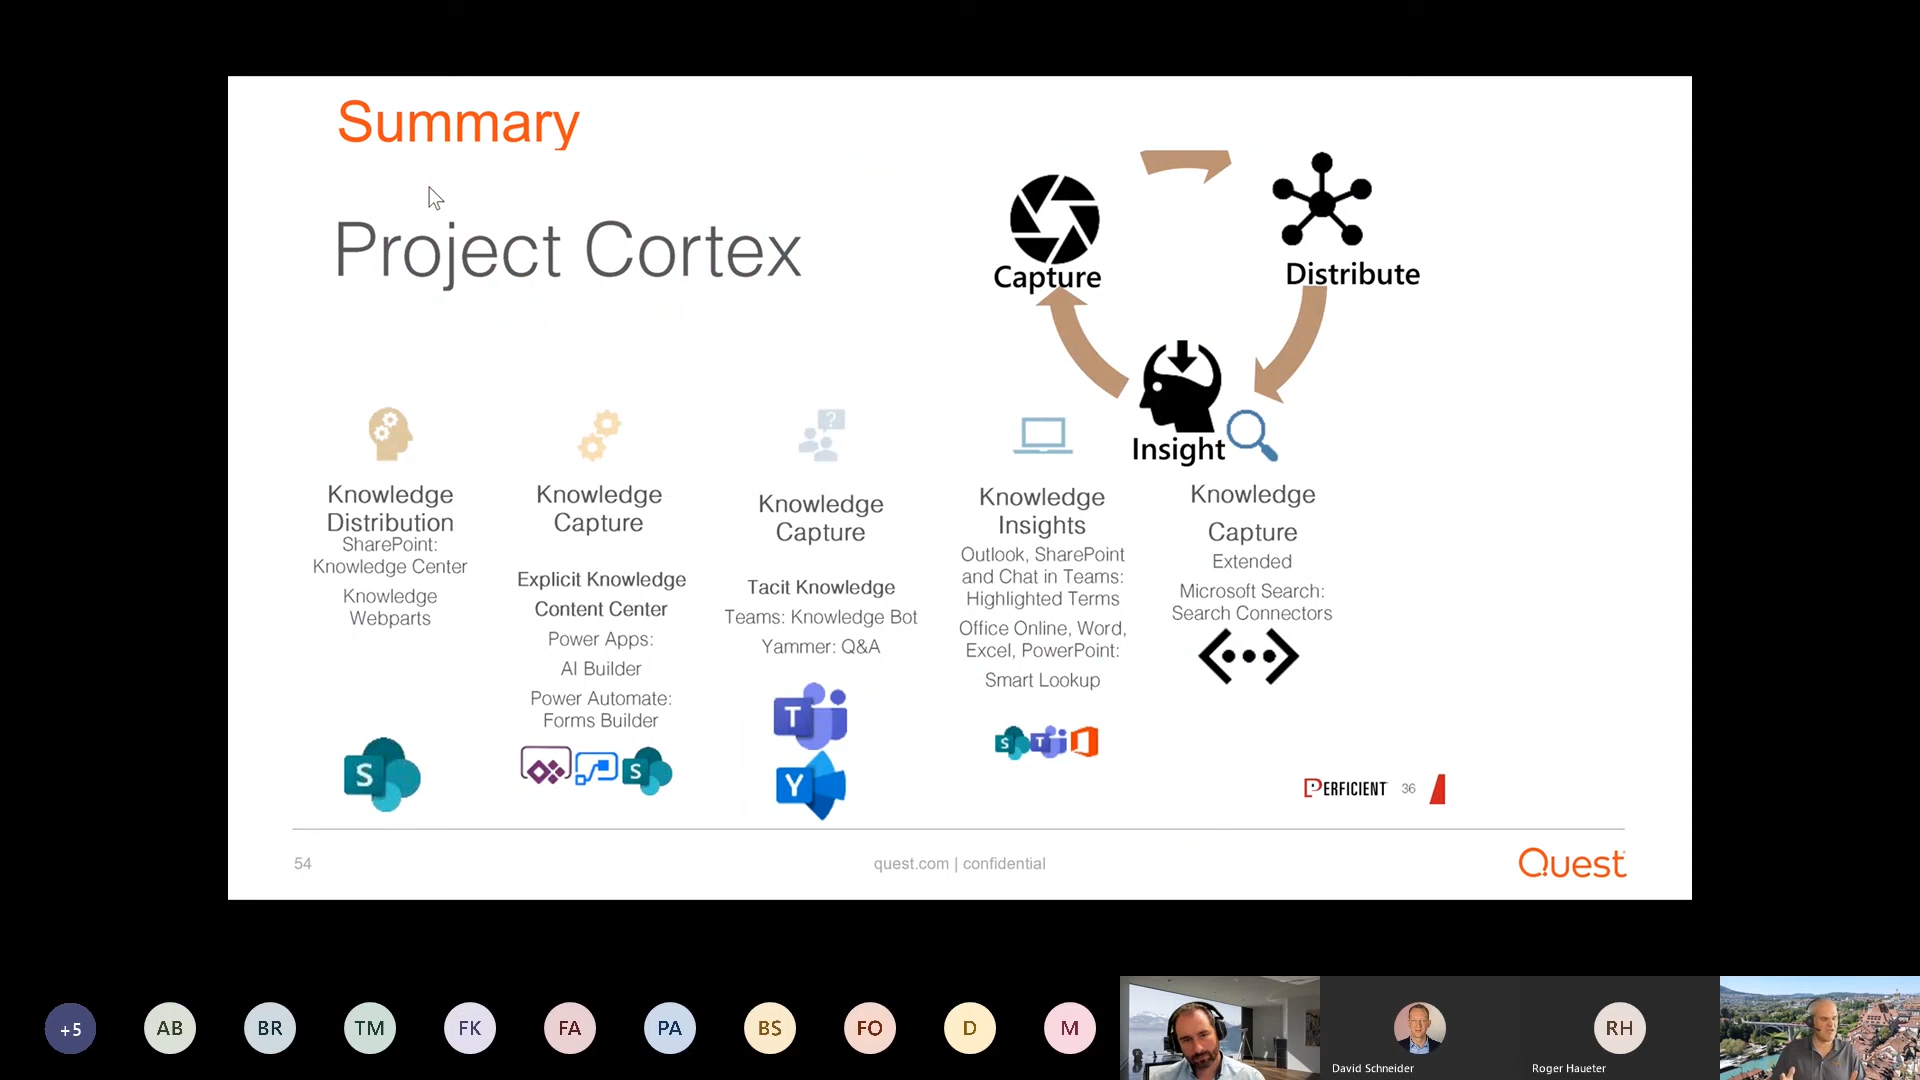 Summary
Project Cortex
Capture
Distribute
Insight
Knowledge
Distribution
SharePoint:
Knowledge Center
Knowledge
Webparts
S
Knowledge
Capture
Explicit Knowledge
Content Center
Power Apps:
AI Builder
Power Automate:
Forms Builder
S
Knowledge
Capture
Tacit Knowledge
Teams: Knowledge Bot
Yammer: Q&A
T
Y
Knowledge
Insights
Outlook, SharePoint
and Chat in Teams:
Highlighted Terms
Office Online, Word,
Excel, PowerPoint:
Smart Lookup
S T
Knowledge
Capture
Extended
Microsoft Search:
Search Connectors
PERFICIENT 36
54
quest.com | confidential
Quest
+5 AB BR TM FK FA PA BS FO D M RH
David Schneider
Roger Haueter